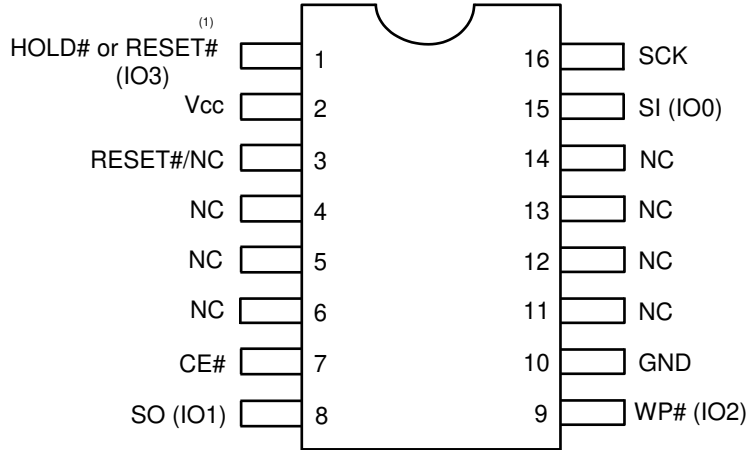 (1)
HOLD# or RESET# 1 16 SCK
(IO3)
Vcc 2 15 SI (IO0)
RESET#/NC 3 14 NC
NC 4 13 NC
NC 5 12 NC
NC 6 11 NC
CE# 7 10 GND
SO (IO1) 8 9 WP# (IO2)